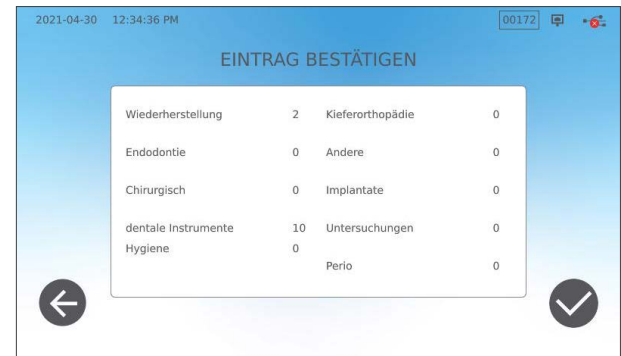 2021-04-30 12:34:36 PM 00172
EINTRAG BESTÄTIGEN
Wiederherstellung 2 Kieferorthopädie 0
Endodontie 0 Andere 0
Chirurgisch 0 Implantate 0
dentale Instrumente 10 Untersuchungen 0
Hygiene 0
Perio 0